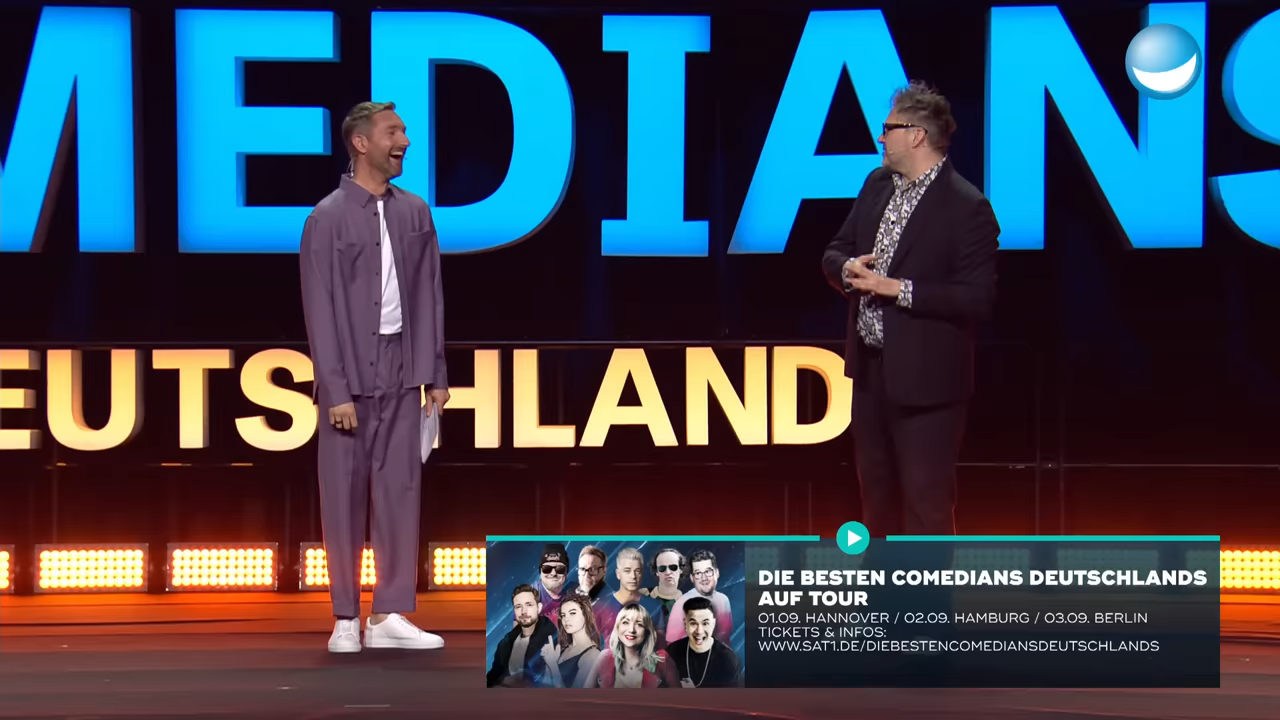 MEDIANS
EUTSCHLAND
DIE BESTEN COMEDIANS DEUTSCHLANDS
AUF TOUR
01.09. HANNOVER / 02.09. HAMBURG / 03.09. BERLIN
TICKETS & INFOS:
WWW.SAT1.DE/DIEBESTENCOMEDIANSDEUTSCHLANDS